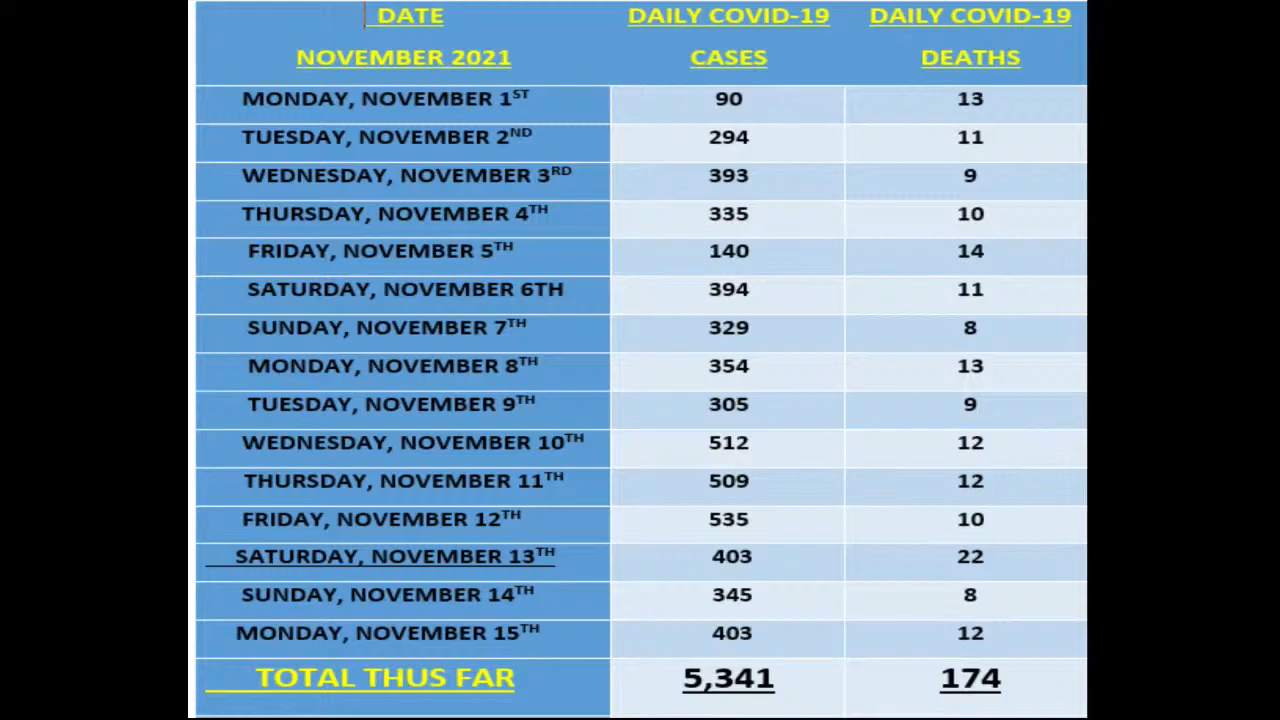 DATE DAILY COVID-19 DAILY COVID-19
NOVEMBER 2021 CASES DEATHS
MONDAY, NOVEMBER 1ST 90 13
TUESDAY, NOVEMBER 2ND 294 11
WEDNESDAY, NOVEMBER 3RD 393 9
THURSDAY, NOVEMBER 4TH 335 10
FRIDAY, NOVEMBER 5TH 140 14
SATURDAY, NOVEMBER 6TH 394 11
SUNDAY, NOVEMBER 7TH 329 8
MONDAY, NOVEMBER 8TH 354 13
TUESDAY, NOVEMBER 9TH 305 9
WEDNESDAY, NOVEMBER 10TH 512 12
THURSDAY, NOVEMBER 11TH 509 12
FRIDAY, NOVEMBER 12TH 535 10
SATURDAY, NOVEMBER 13TH 403 22
SUNDAY, NOVEMBER 14TH 345 8
MONDAY, NOVEMBER 15TH 403 12
TOTAL THUS FAR 5,341 174